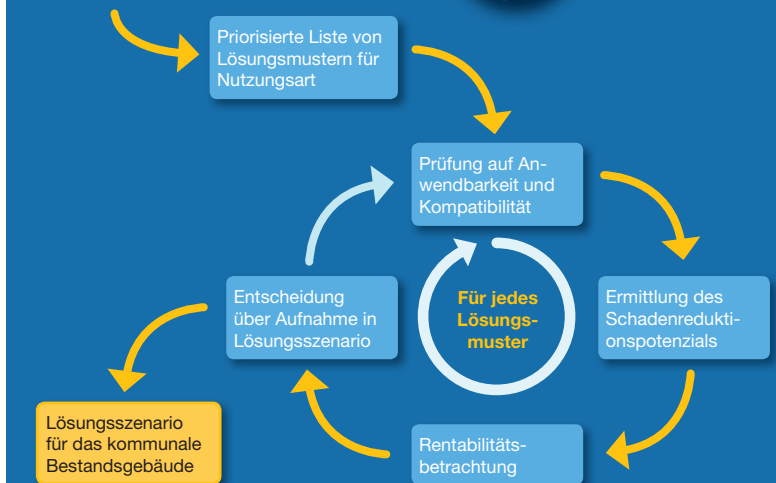 Priorisierte Liste von
Lösungsmustern für
Nutzungsart
Prüfung auf An-
wendbarkeit und
Kompatibilität
Entscheidung
über Aufnahme in
Lösungsszenario
Für jedes
Lösungs-
muster
Ermittlung des
Schadenredukti-
onspotenzials
Lösungsszenario
für das kommunale
Bestandsgebäude
Rentabilitäts-
betrachtung